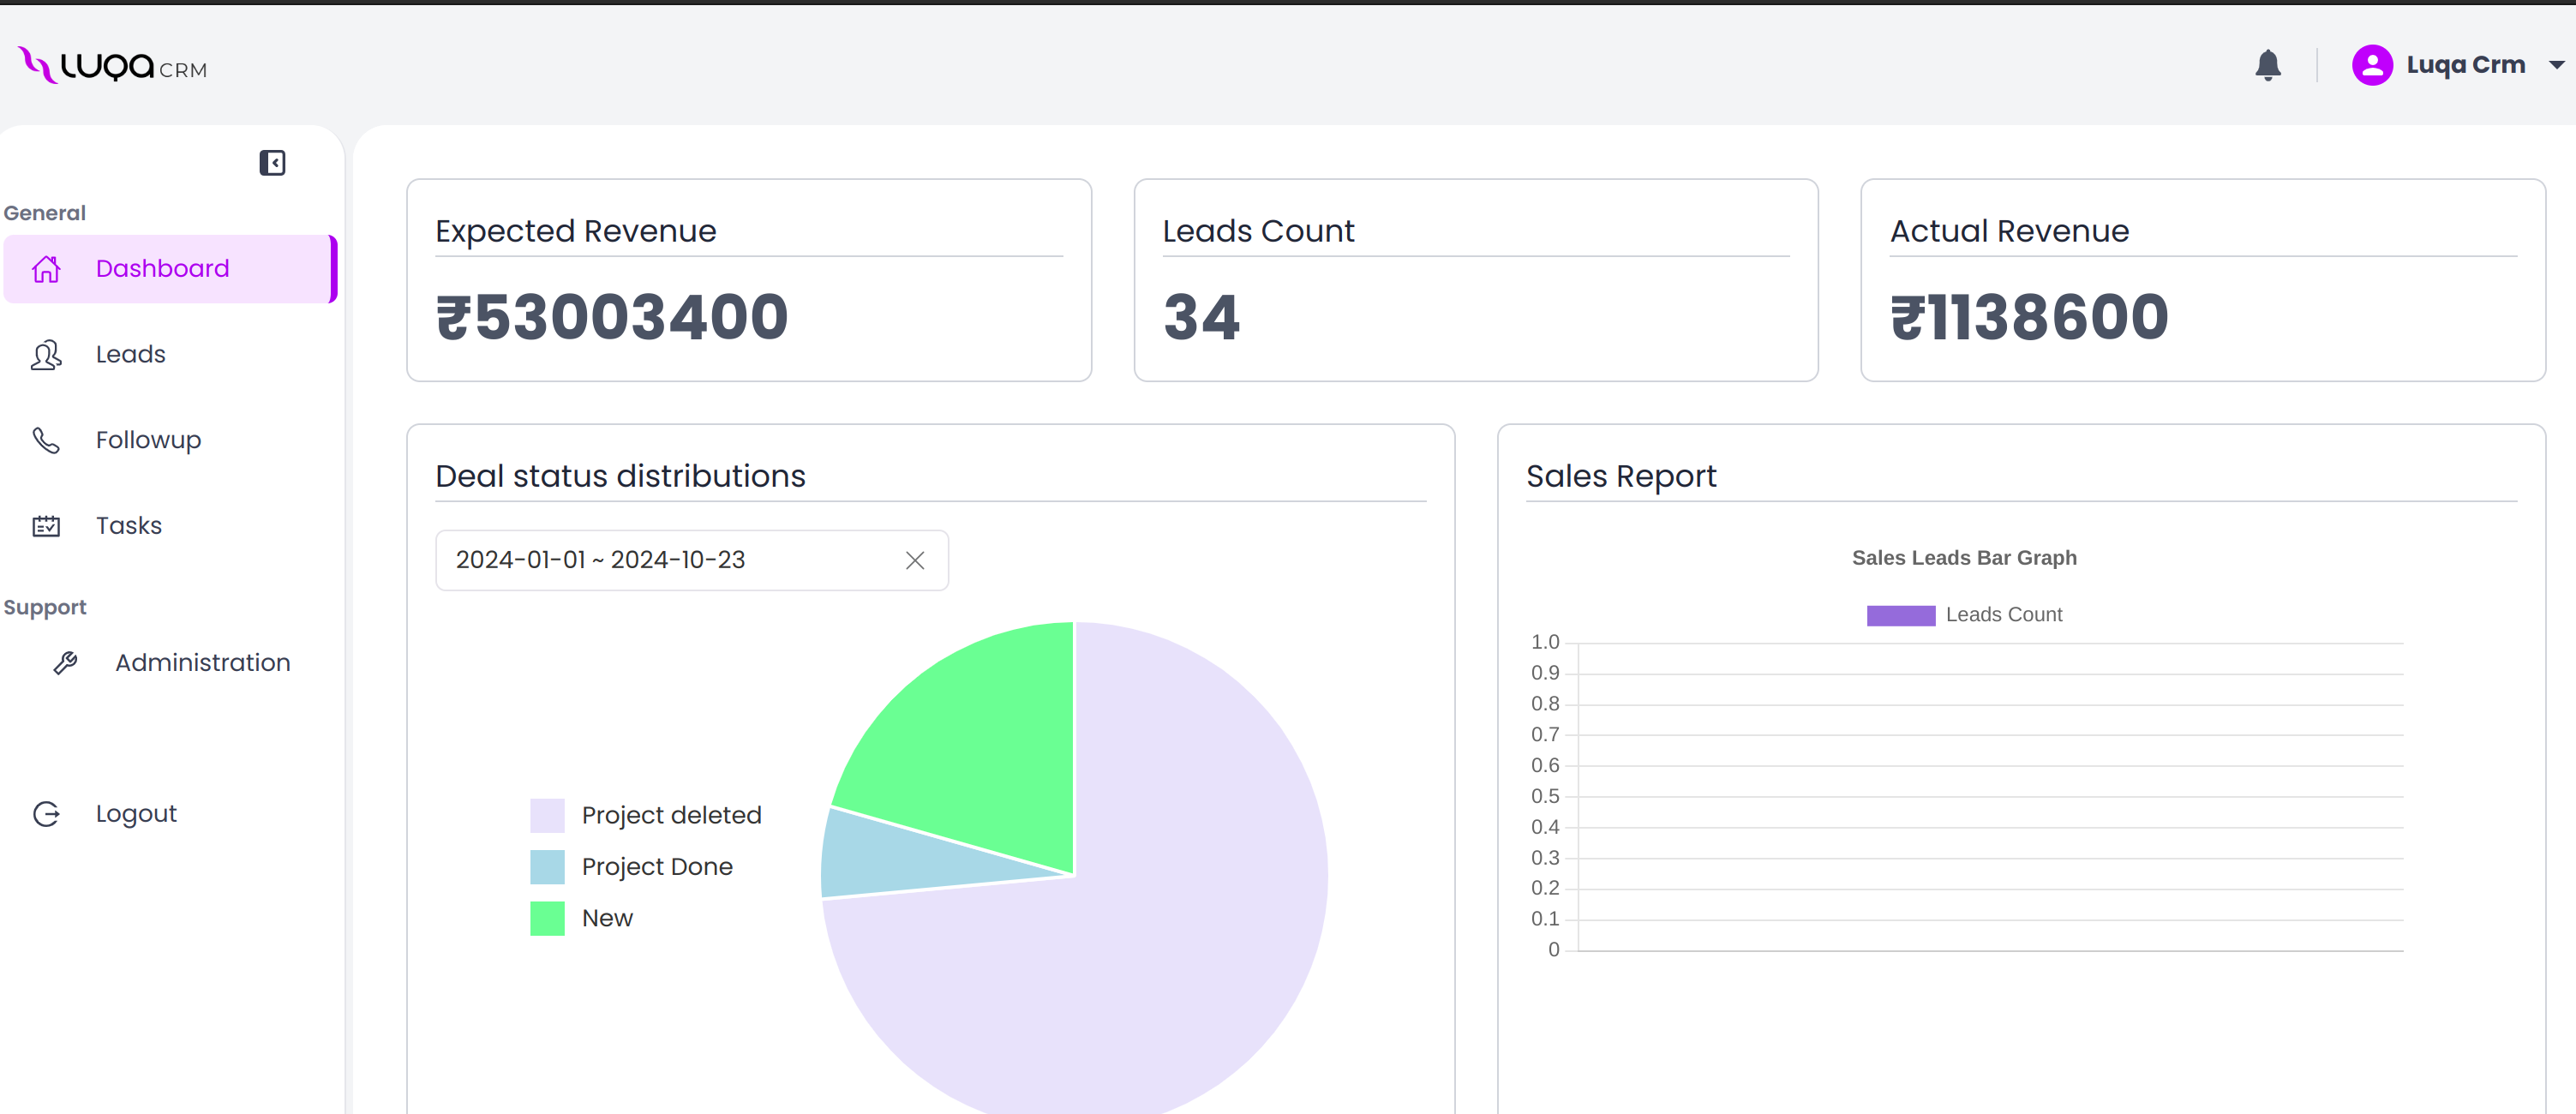 LUQA CRM
Luqa Crm
General
Dashboard
Leads
Followup
Tasks
Support
Administration
Logout
Expected Revenue
₹53003400
Leads Count
34
Actual Revenue
₹1138600
Deal status distributions
2024-01-01 ~ 2024-10-23
Project deleted
Project Done
New
Sales Report
Sales Leads Bar Graph
Leads Count
1.0
0.9
0.8
0.7
0.6
0.5
0.4
0.3
0.2
0.1
0